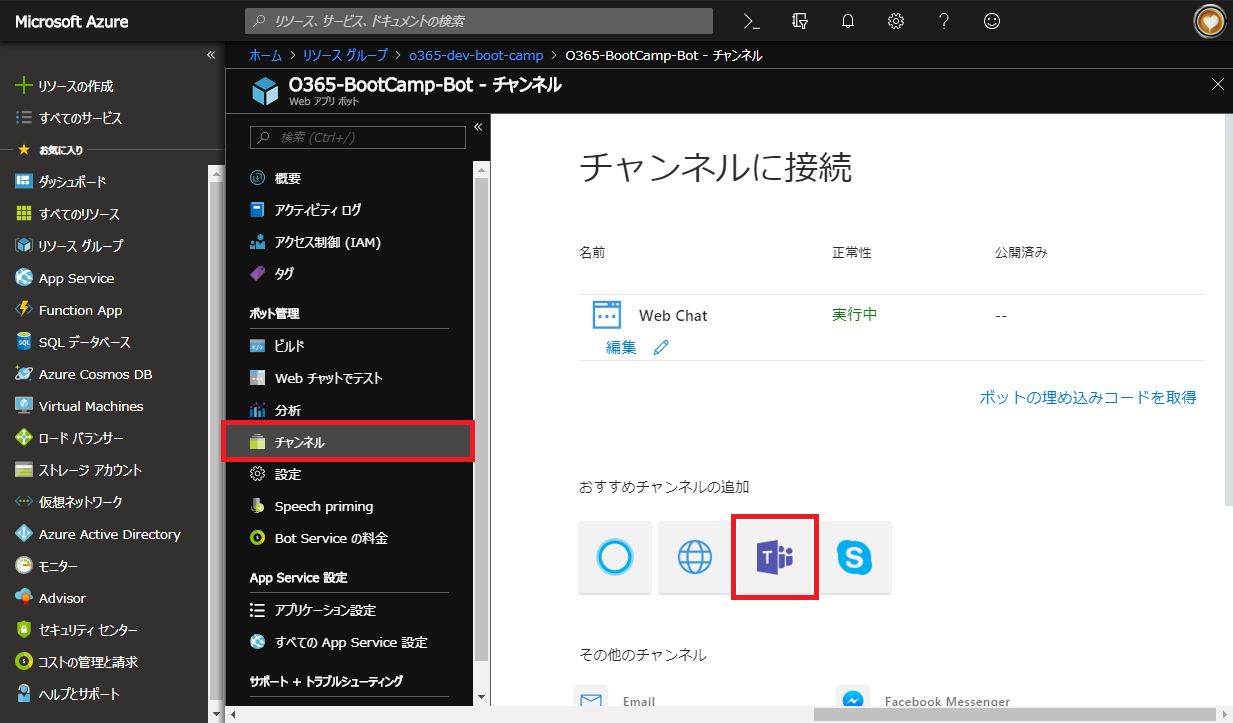 Microsoft Azure
リソース、サービス、ドキュメントの検索
ホーム > リソース グループ > o365-dev-boot-camp > O365-BootCamp-Bot - チャンネル
リソースの作成
すべてのサービス
お気に入り
ダッシュボード
すべてのリソース
リソース グループ
App Service
Function App
SQL データベース
Azure Cosmos DB
Virtual Machines
ロード バランサー
ストレージ アカウント
仮想ネットワーク
Azure Active Directory
モニター
Advisor
セキュリティ センター
コストの管理と請求
ヘルプとサポート
O365-BootCamp-Bot - チャンネル
Web アプリ ボット
検索 (Ctrl+/)
概要
アクティビティ ログ
アクセス制御 (IAM)
タグ
ボット管理
ビルド
Web チャットでテスト
分析
チャンネル
設定
Speech priming
Bot Service の料金
App Service 設定
アプリケーション設定
すべての App Service 設定
サポート + トラブルシューティング
チャンネルに接続
名前 正常性 公開済み
Web Chat 実行中 --
編集
ボットの埋め込みコードを取得
おすすめチャンネルの追加
その他のチャンネル
Email Facebook Messenger